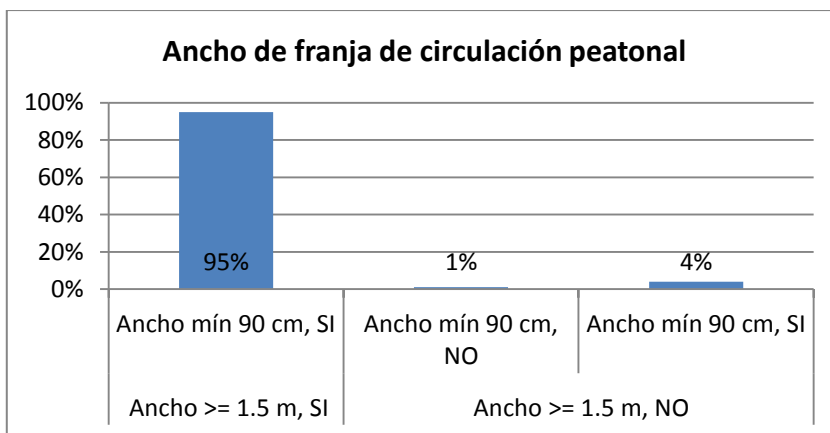 Ancho de franja de circulación peatonal
100%
80%
60%
40%
20%
0%
95%
1%
4%
Ancho mín 90 cm, SI
Ancho mín 90 cm,
NO
Ancho mín 90 cm, SI
Ancho >= 1.5 m, SI
Ancho >= 1.5 m, NO